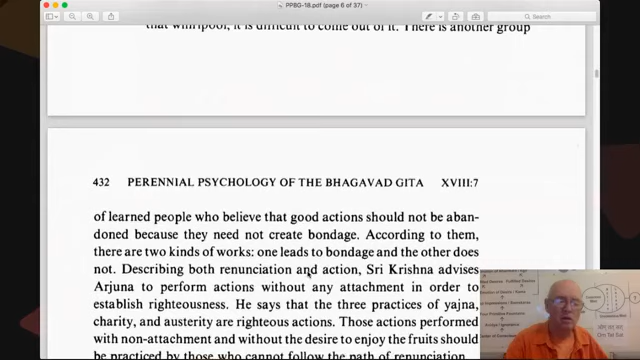 PPBG-18.pdf (page 6 of 37)
Search
that whirlpool, it is difficult to come out of it. There is another group
432 PERENNIAL PSYCHOLOGY OF THE BHAGAVAD GITA XVIII:7
of learned people who believe that good actions should not be aban-
doned because they need not create bondage. According to them,
there are two kinds of works: one leads to bondage and the other does
not. Describing both renunciation and action, Sri Krishna advises
Arjuna to perform actions without any attachment in order to
establish righteousness. He says that the three practices of yajna,
charity, and austerity are righteous actions. Those actions performed
with non-attachment and without the desire to enjoy the fruits should
be practiced by those who cannot follow the path of renunciation
Om Tat Sat